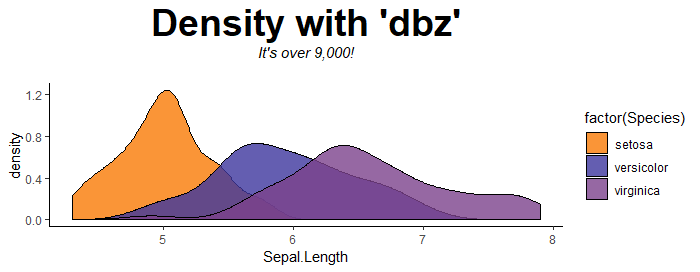 Density with 'dbz'
It's over 9,000!
density
1.2
0.8
0.4
0.0
5
6
7
8
Sepal.Length
factor(Species)
setosa
versicolor
virginica